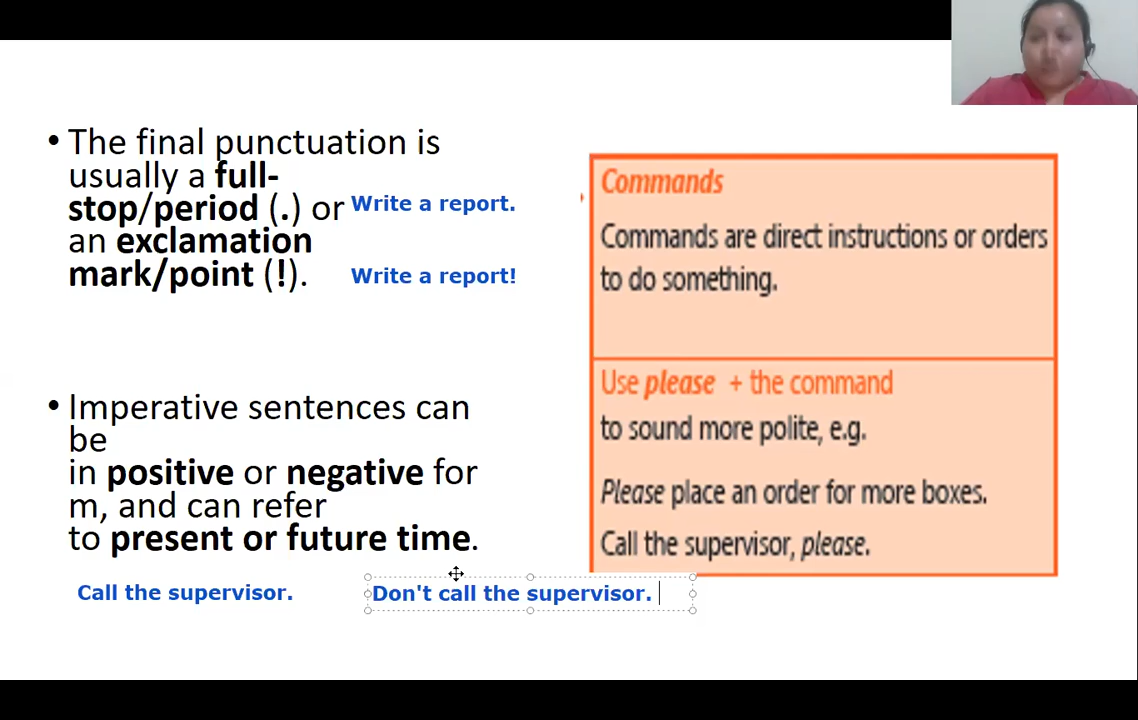 • The final punctuation is
usually a full-
stop/period (.) or
an exclamation
mark/point (!).
Write a report.
Write a report!
• Imperative sentences can
be
in positive or negative for
m, and can refer
to present or future time.
Call the supervisor.
Don't call the supervisor.
Commands
Commands are direct instructions or orders
to do something.
Use please + the command
to sound more polite, e.g.
Please place an order for more boxes.
Call the supervisor, please.